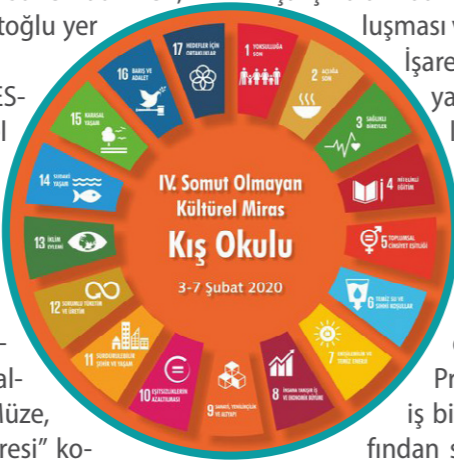 toğlu yer
luşması v
İşare
ya
ES-
l
al-
Müze,
resi” ko-
Pr
iş bi
fından s
IV. Somut Olmayan
Kültürel Miras
Kış Okulu
3-7 Şubat 2020
1 YOKSULLUĞA
SON
2 AÇLIĞA
SON
3 SAĞLIKLI
BİREYLER
4 NİTELİKLİ
EĞİTİM
5 TOPLUMSAL
CİNSİYET EŞİTLİĞİ
6 TEMİZ SU VE
SIHHİ KOŞULLAR
7 ERİŞİLEBİLİR VE
TEMİZ ENERJİ
8 İNSANA YAKIŞIR İŞ
VE EKONOMİK BÜYÜME
9 SANAYİ, YENİLİKÇİLİK
VE ALTYAPI
10 EŞİTSİZLİKLERİN
AZALTILMASI
11 SÜRDÜRÜLEBİLİR
ŞEHİR VE YAŞAM
12 SORUMLU TÜKETİM
VE ÜRETİM
13 İKLİM
EYLEMİ
14 SUDAKİ
YAŞAM
15 KARASAL
YAŞAM
16 BARIŞ VE
ADALET
17 HEDEFLER İÇİN
ORTAKLIKLAR